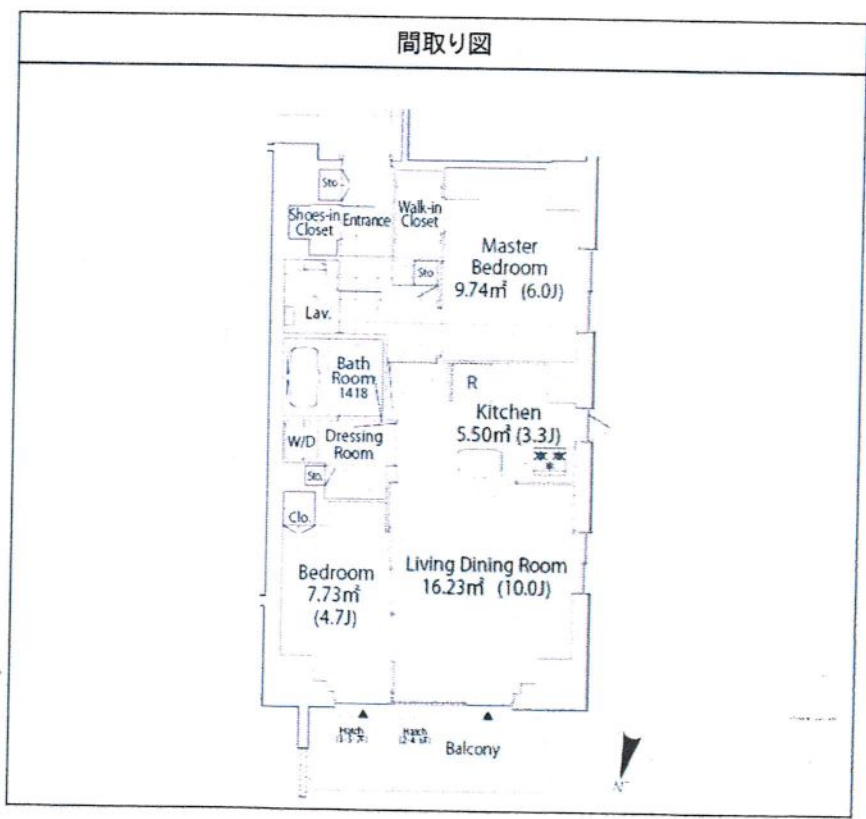 間取り図
Sto
Shoes-in
Closet
Entrance
Walk-in
Closet
Sto
Master
Bedroom
9.74㎡ (6.0J)
Lav.
Bath
Room
1418
R
Kitchen
5.50㎡ (3.3J)
W/D
Dressing
Room
Sto.
Clo.
Bedroom
7.73㎡
(4.7J)
Living Dining Room
16.23㎡ (10.0J)
Hatch
Hatch
Balcony
N